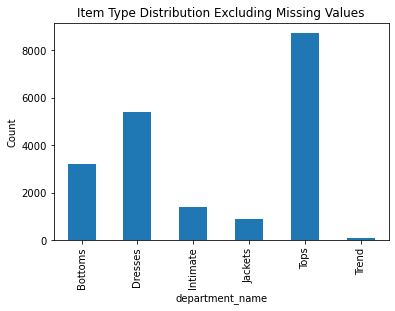 Item Type Distribution Excluding Missing Values
Count
8000
6000
4000
2000
0
Bottoms
Dresses
Intimate
Jackets
Tops
Trend
department_name